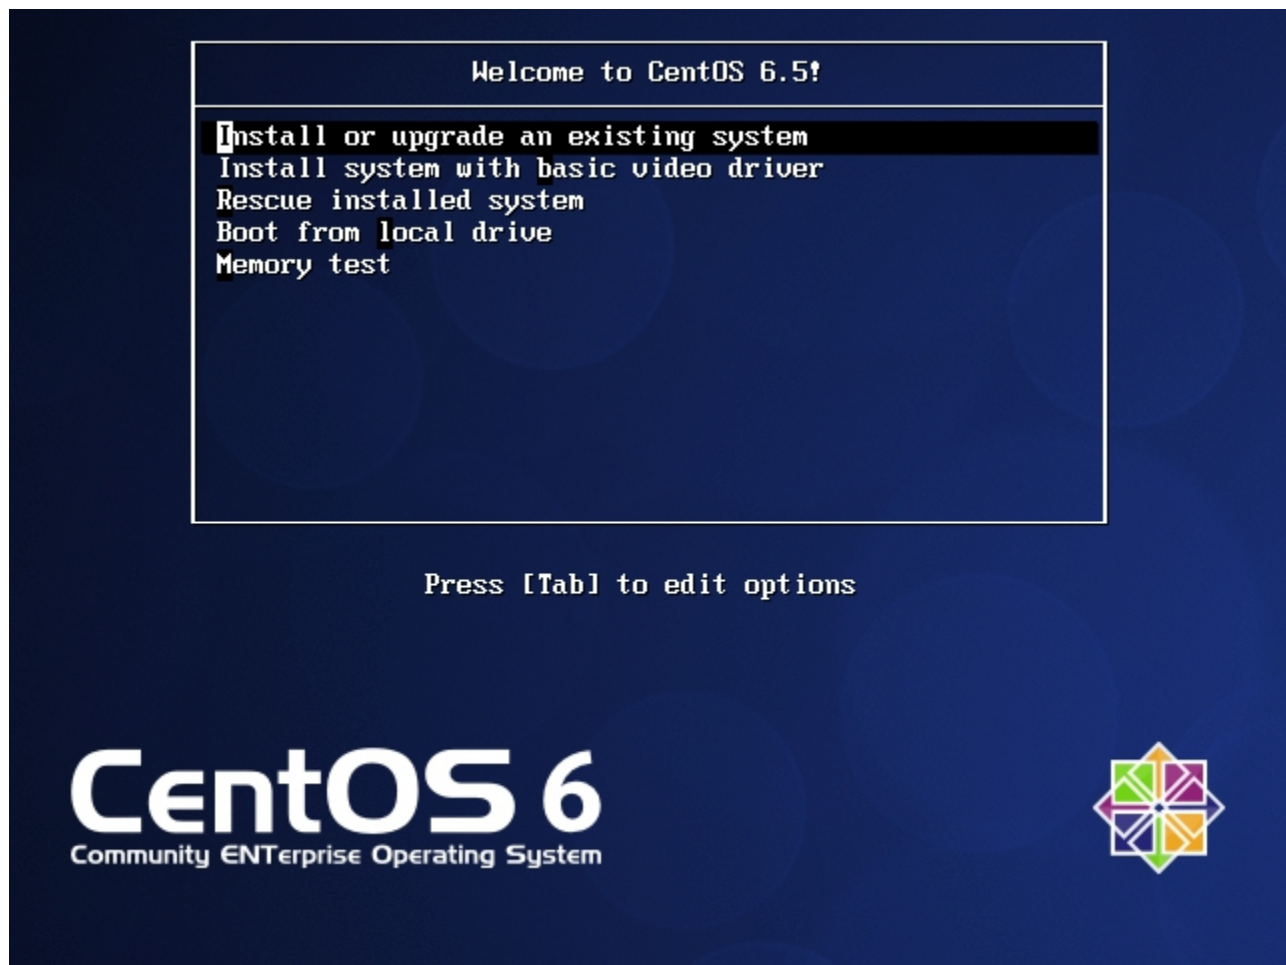 Welcome to CentOS 6.5!
Install or upgrade an existing system
Install system with basic video driver
Rescue installed system
Boot from local drive
Memory test
Press [Tab] to edit options
CentOS 6
Community ENTerprise Operating System